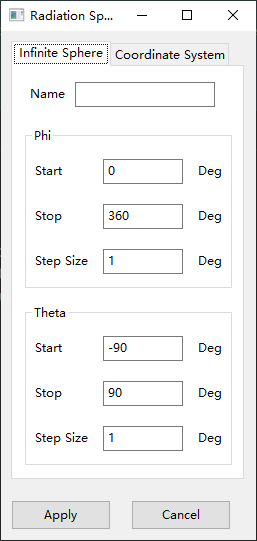 Radiation Sp...
Infinite Sphere Coordinate System
Name
Phi
Start 0 Deg
Stop 360 Deg
Step Size 1 Deg
Theta
Start -90 Deg
Stop 90 Deg
Step Size 1 Deg
Apply Cancel